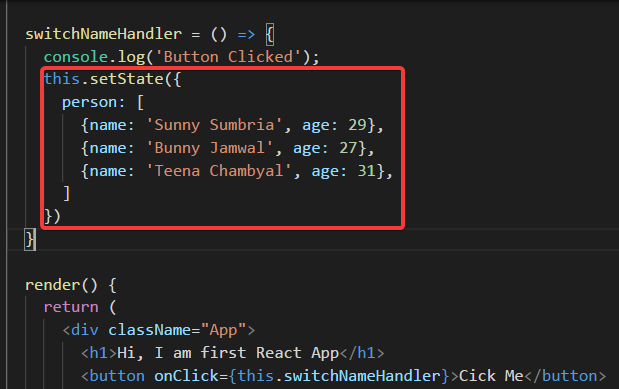 switchNameHandler = () => {
console.log('Button Clicked');
this.setState({
person: [
{name: 'Sunny Sumbria', age: 29},
{name: 'Bunny Jamwal', age: 27},
{name: 'Teena Chambyal', age: 31},
]
})
}
render() {
return (
<div className="App">
<h1>Hi, I am first React App</h1>
<button onClick={this.switchNameHandler}>Cick Me</button>